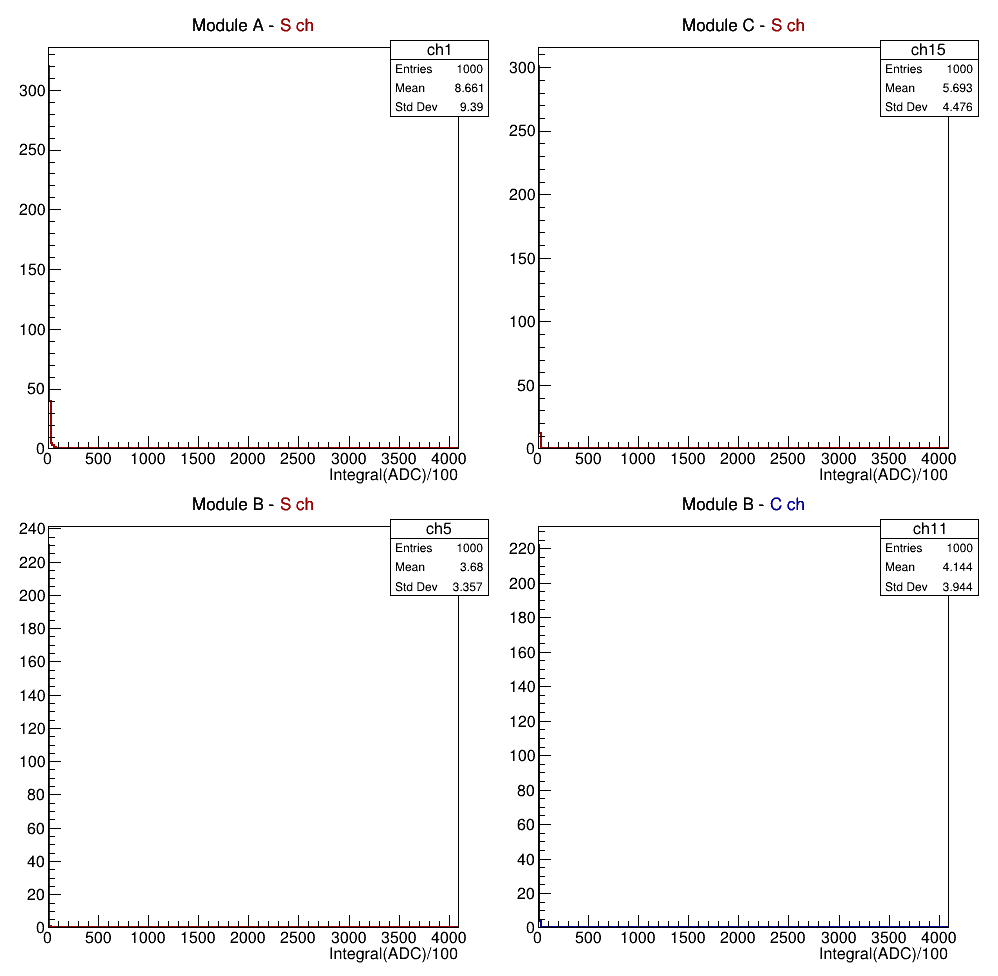 Module A - S ch
ch1
Entries 1000
Mean 8.661
Std Dev 9.39
300
250
200
150
100
50
0
0 500 1000 1500 2000 2500 3000 3500 4000
Integral(ADC)/100
Module C - S ch
ch15
Entries 1000
Mean 5.693
Std Dev 4.476
300
250
200
150
100
50
0
0 500 1000 1500 2000 2500 3000 3500 4000
Integral(ADC)/100
Module B - S ch
ch5
Entries 1000
Mean 3.68
Std Dev 3.357
240
220
200
180
160
140
120
100
80
60
40
20
0
0 500 1000 1500 2000 2500 3000 3500 4000
Integral(ADC)/100
Module B - C ch
ch11
Entries 1000
Mean 4.144
Std Dev 3.944
220
200
180
160
140
120
100
80
60
40
20
0
0 500 1000 1500 2000 2500 3000 3500 4000
Integral(ADC)/100